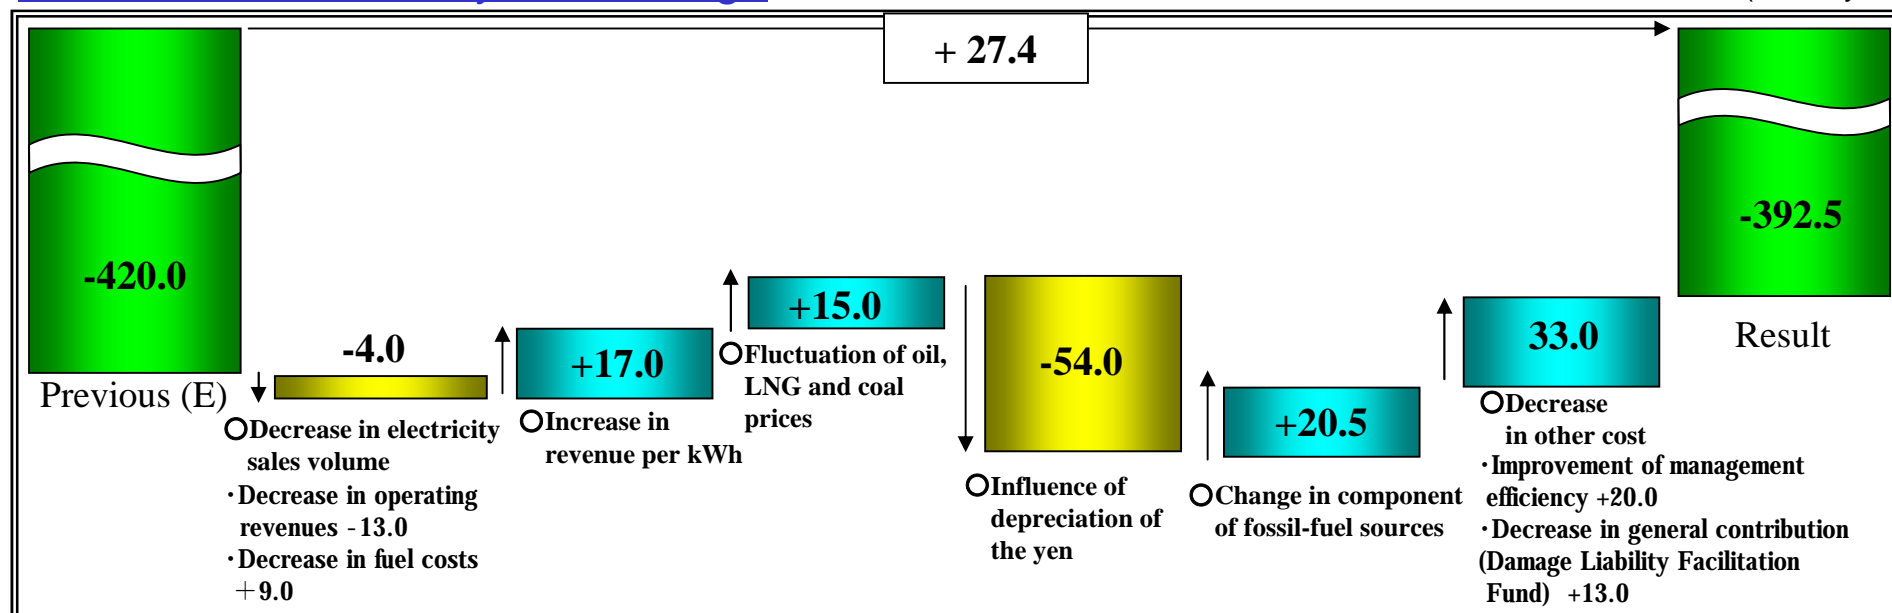 + 27.4
-420.0
Previous (E)
-4.0
○Decrease in electricity
sales volume
･Decrease in operating
revenues -13.0
･Decrease in fuel costs
＋9.0
+17.0
○Increase in
revenue per kWh
+15.0
○Fluctuation of oil,
LNG and coal
prices
-54.0
○Influence of
depreciation of
the yen
+20.5
○Change in component
of fossil-fuel sources
33.0
○Decrease
in other cost
･Improvement of management
efficiency +20.0
･Decrease in general contribution
(Damage Liability Facilitation
Fund) +13.0
-392.5
Result